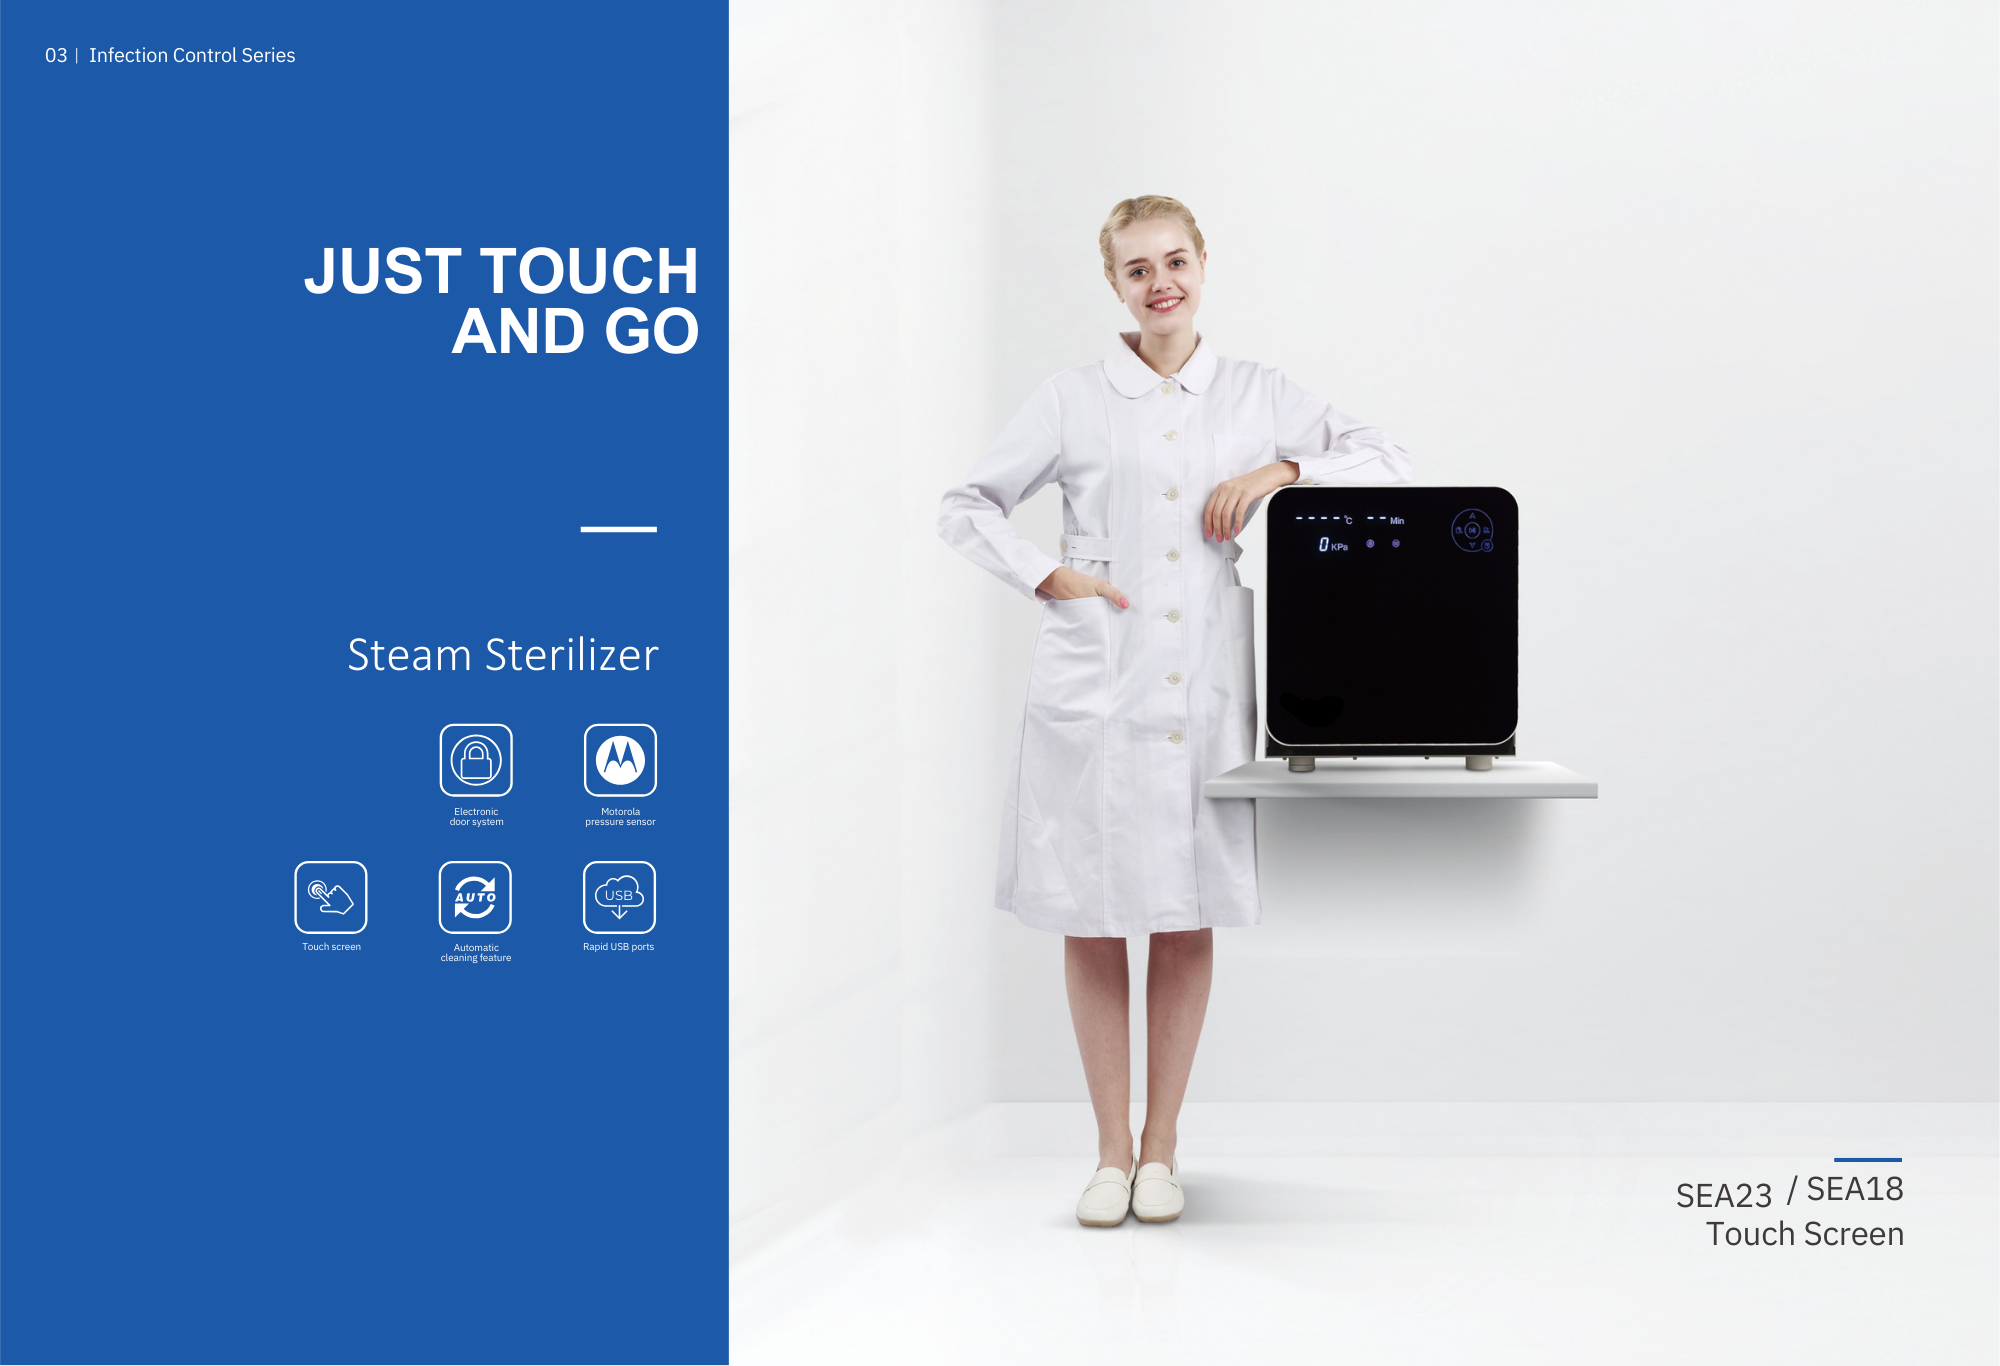 03 | Infection Control Series
JUST TOUCH
AND GO
Steam Sterilizer
Electronic
door system
Motorola
pressure sensor
AUTO
USB
Touch screen
Automatic
cleaning feature
Rapid USB ports
----°C -- Min
0 KPa
SEA23 / SEA18
Touch Screen